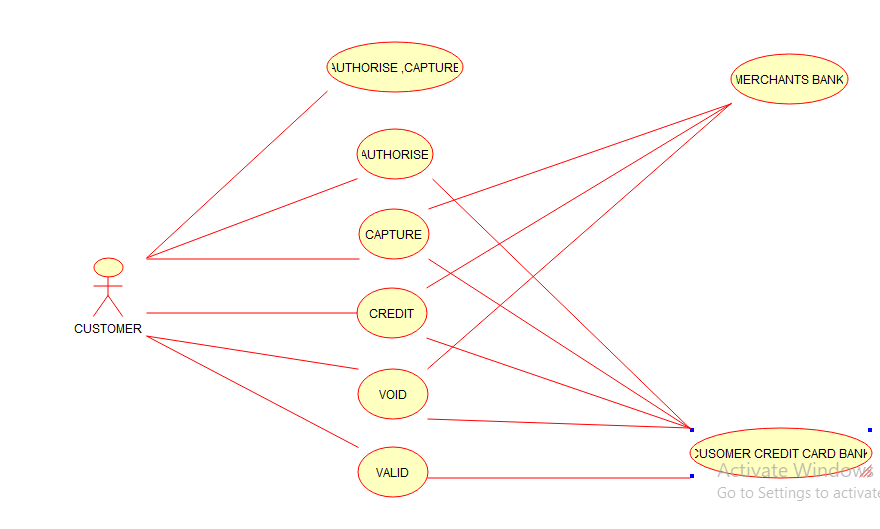 AUTHORISE ,CAPTURE
MERCHANTS BANK
AUTHORISE
CAPTURE
CREDIT
CUSTOMER
VOID
CUSOMER CREDIT CARD BANK
VALID
Activate Windows
Go to Settings to activate